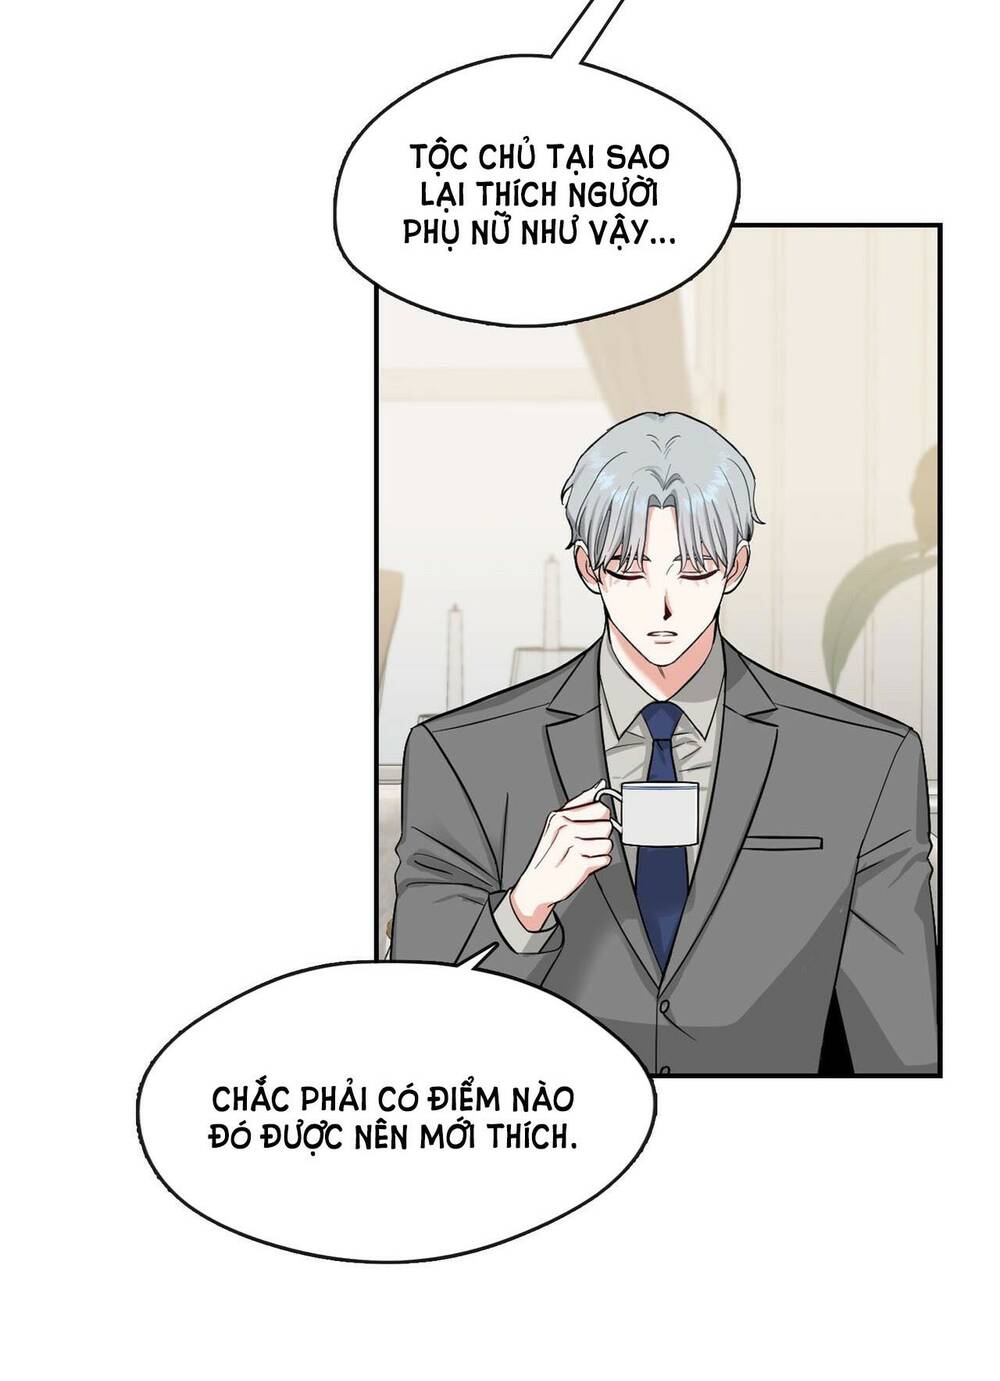 TỘC CHỦ TẠI SAO
LẠI THÍCH NGƯỜI
PHỤ NỮ NHƯ VẬY...
CHẮC PHẢI CÓ ĐIỂM NÀO
ĐÓ ĐƯỢC NÊN MỚI THÍCH.